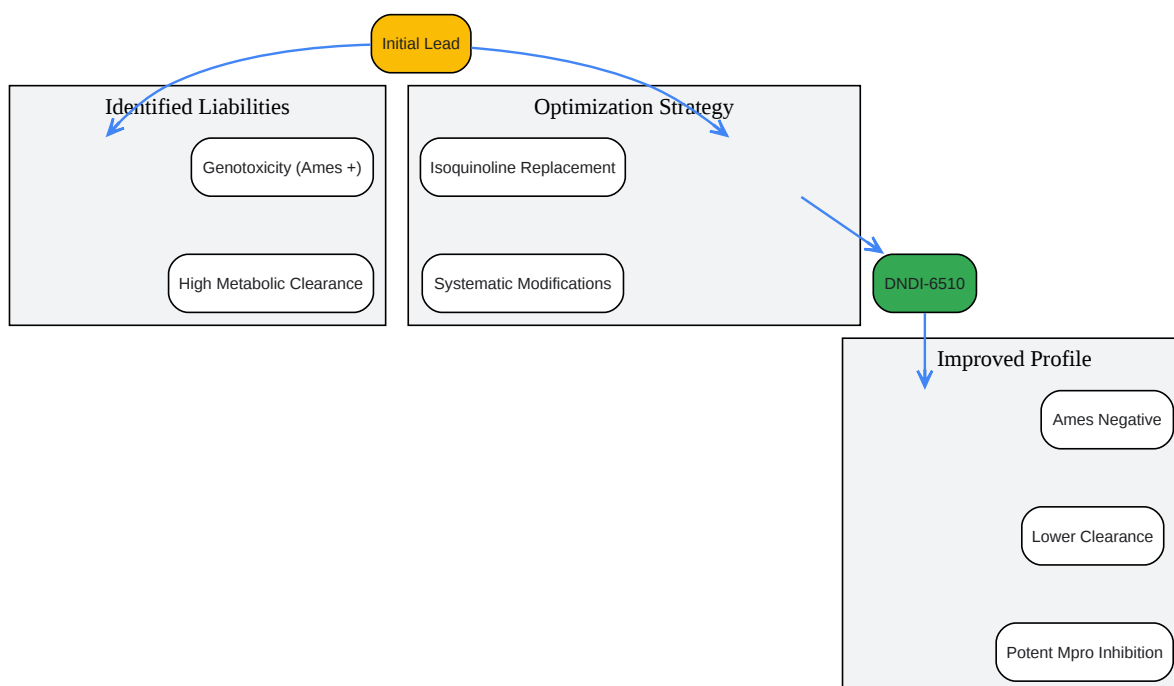 Initial Lead
Identified Liabilities
Genotoxicity (Ames +)
High Metabolic Clearance
Optimization Strategy
Isoquinoline Replacement
Systematic Modifications
DNDI-6510
Improved Profile
Ames Negative
Lower Clearance
Potent Mpro Inhibition